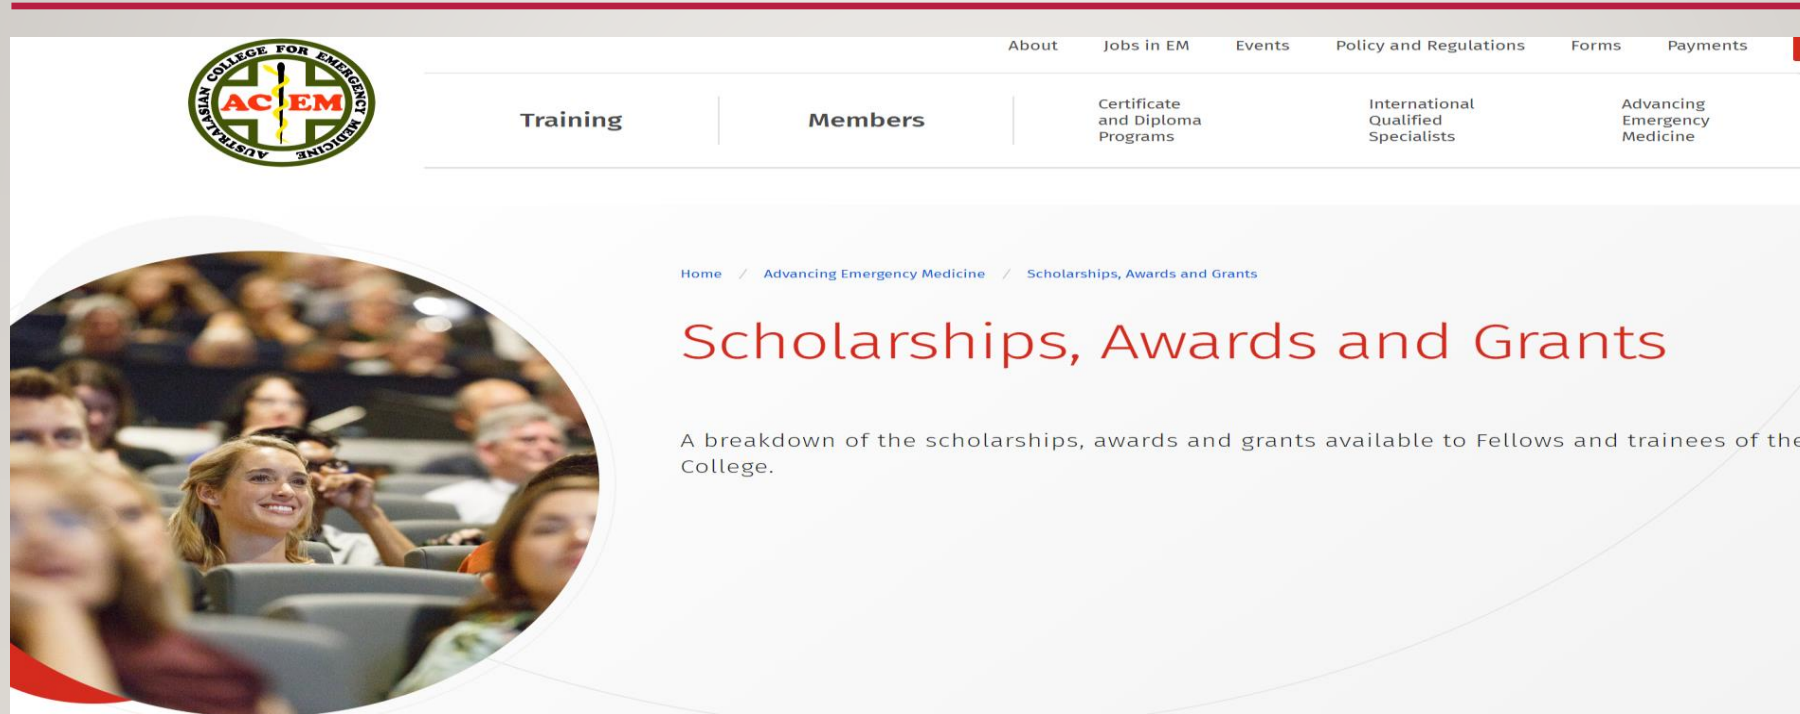 AUSTRALASIAN COLLEGE FOR EMERGENCY MEDICINE
ACEM
About Jobs in EM Events Policy and Regulations Forms Payments
Training
Members
Certificate
and Diploma
Programs
International
Qualified
Specialists
Advancing
Emergency
Medicine
Home / Advancing Emergency Medicine / Scholarships, Awards and Grants
Scholarships, Awards and Grants
A breakdown of the scholarships, awards and grants available to Fellows and trainees of the
College.